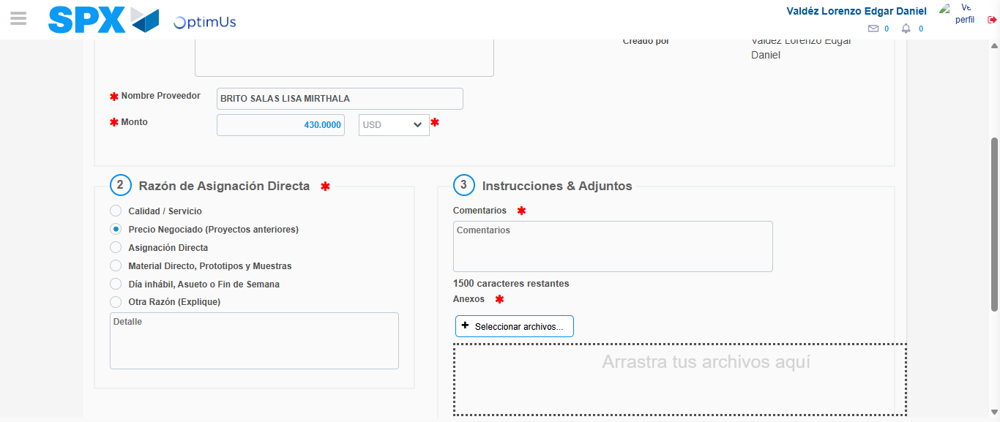 SPX
OptimUs
Valdéz Lorenzo Edgar Daniel
0
0
Ve
perfil
Creado por
Valdéz Lorenzo Edgar
Daniel
Nombre Proveedor
BRITO SALAS LISA MIRTHALA
Monto
430.0000
USD
2
Razón de Asignación Directa
Calidad / Servicio
Precio Negociado (Proyectos anteriores)
Asignación Directa
Material Directo, Prototipos y Muestras
Día inhábil, Asueto o Fin de Semana
Otra Razón (Explique)
Detalle
3
Instrucciones & Adjuntos
Comentarios
Comentarios
1500 caracteres restantes
Anexos
+ Seleccionar archivos...
Arrastra tus archivos aquí